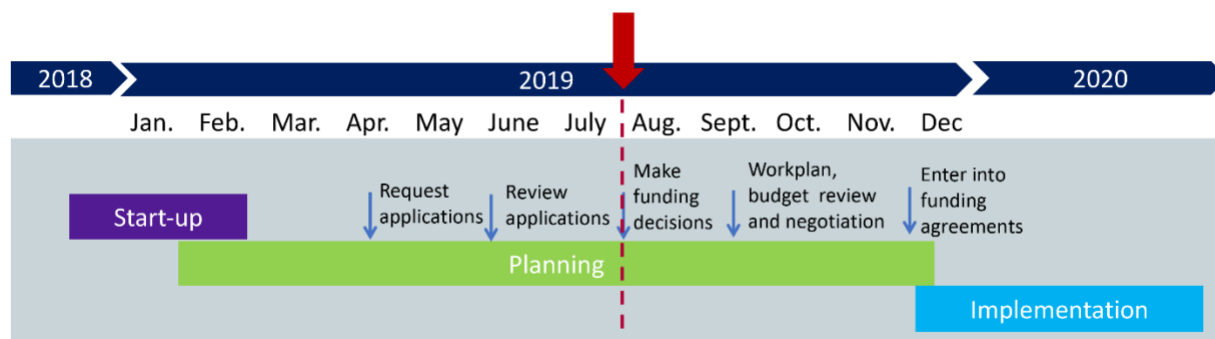 2018 2019 2020
Jan. Feb. Mar. Apr. May June July Aug. Sept. Oct. Nov. Dec
Start-up
Request
applications
Review
applications
Make
funding
decisions
Workplan,
budget review
and negotiation
Enter into
funding
agreements
Planning
Implementation